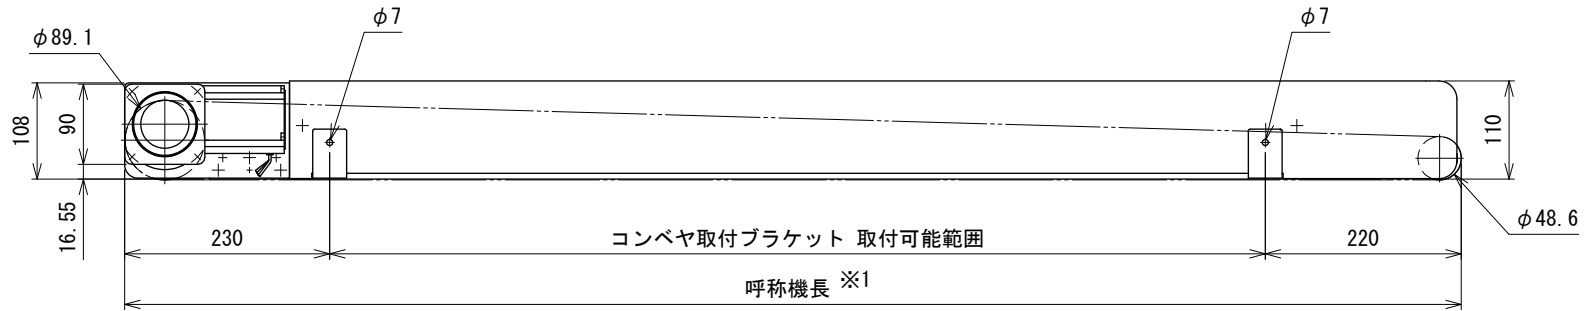 φ7
φ7
φ89.1
108
90
110
16.55
φ48.6
230
コンベヤ取付ブラケット 取付可能範囲
220
呼称機長 ※1